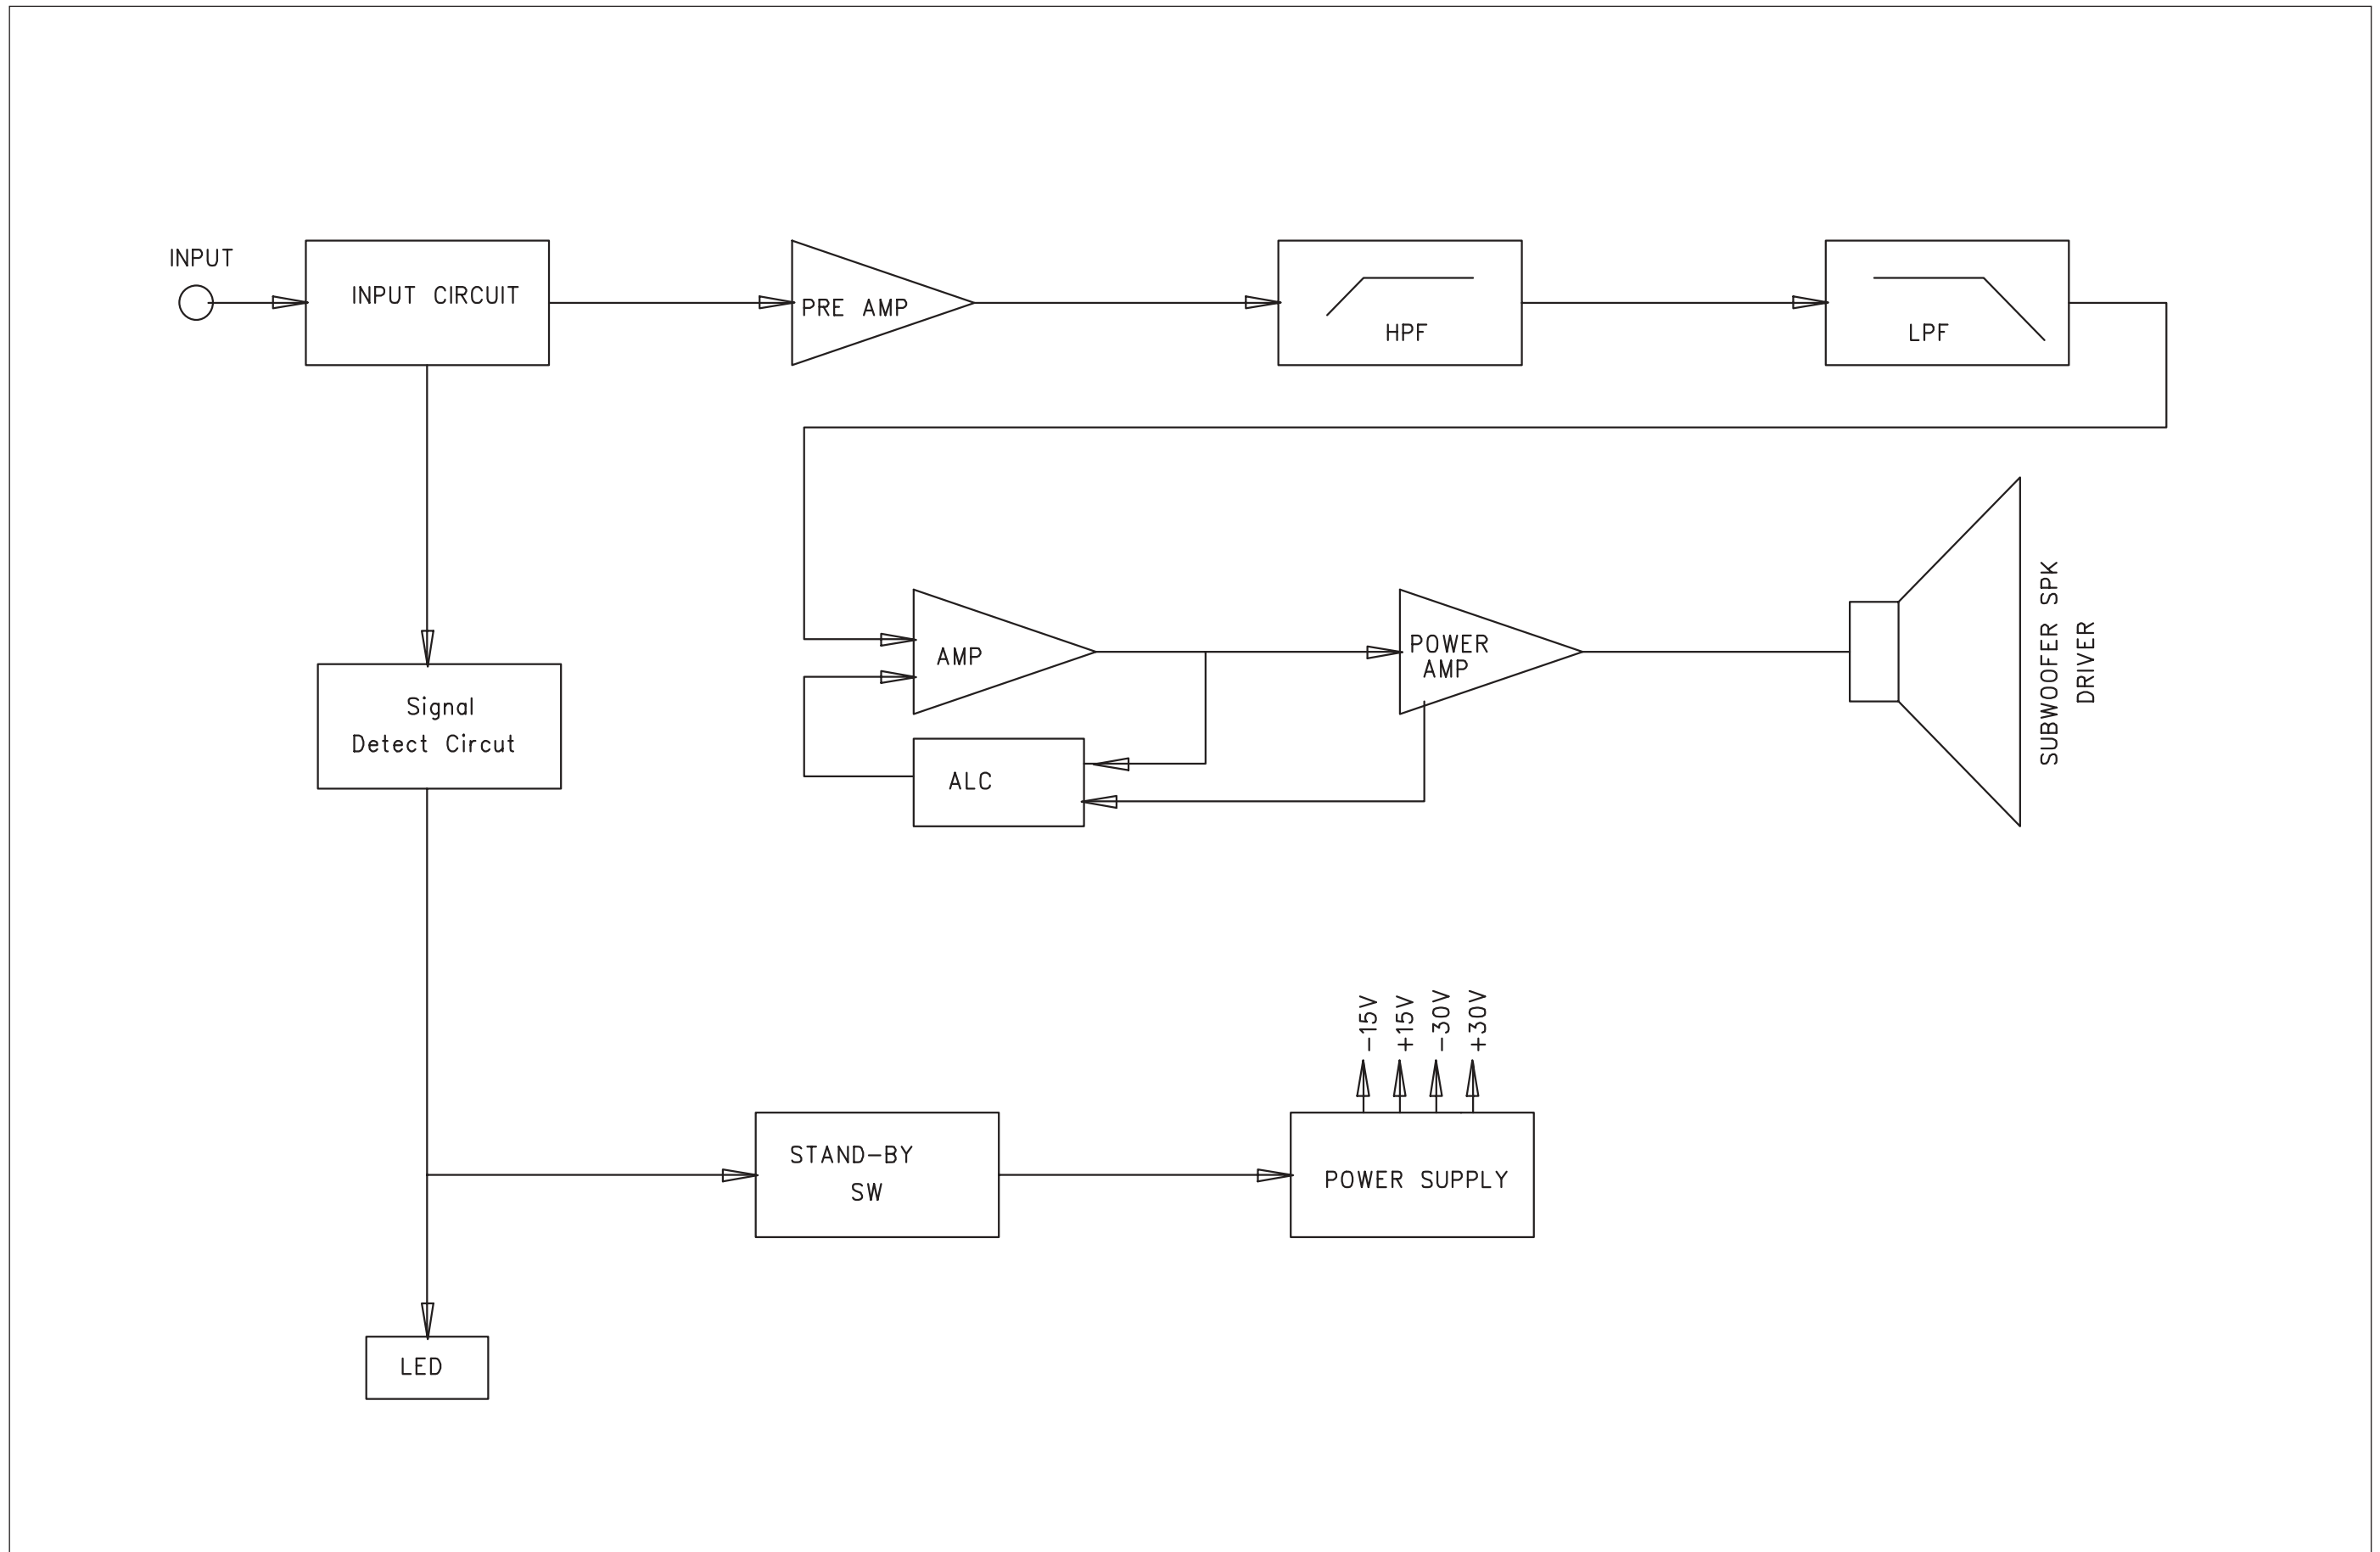 INPUT
INPUT CIRCUIT
PRE AMP
HPF
LPF
AMP
POWER
AMP
SUBWOOFER SPK
DRIVER
Signal
Detect Circut
ALC
-15V
+15V
-30V
+30V
STAND-BY
SW
POWER SUPPLY
LED